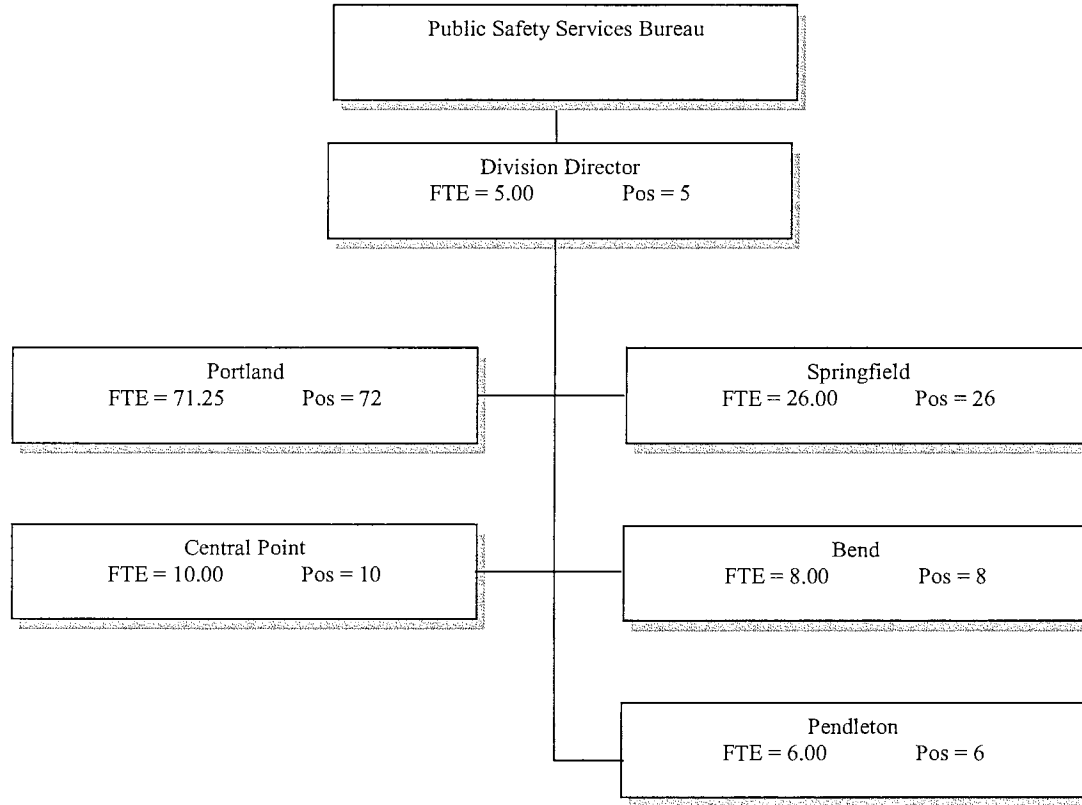 Public Safety Services Bureau
Division Director
FTE = 5.00 Pos = 5
Portland
FTE = 71.25 Pos = 72
Springfield
FTE = 26.00 Pos = 26
Central Point
FTE = 10.00 Pos = 10
Bend
FTE = 8.00 Pos = 8
Pendleton
FTE = 6.00 Pos = 6